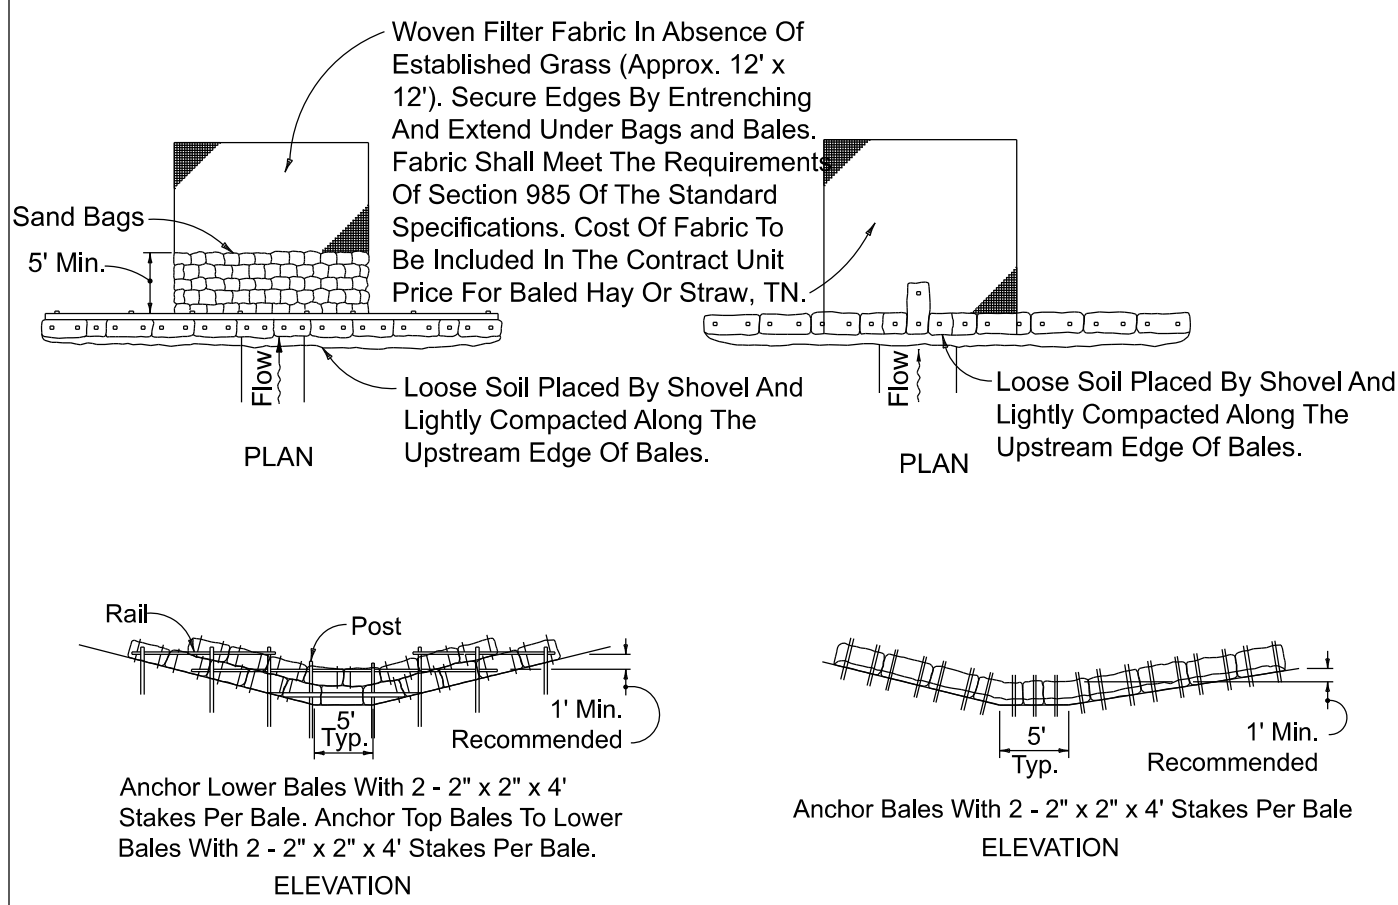 Woven Filter Fabric In Absence Of
Established Grass (Approx. 12' x
12'). Secure Edges By Entrenching
And Extend Under Bags and Bales.
Fabric Shall Meet The Requirements
Of Section 985 Of The Standard
Specifications. Cost Of Fabric To
Be Included In The Contract Unit
Price For Baled Hay Or Straw, TN.
Sand Bags
5' Min.
Flow
Loose Soil Placed By Shovel And
Lightly Compacted Along The
Upstream Edge Of Bales.
PLAN
Flow
Loose Soil Placed By Shovel And
Lightly Compacted Along The
Upstream Edge Of Bales.
PLAN
Rail
Post
5'
Typ.
1' Min.
Recommended
Anchor Lower Bales With 2 - 2" x 2" x 4'
Stakes Per Bale. Anchor Top Bales To Lower
Bales With 2 - 2" x 2" x 4' Stakes Per Bale.
ELEVATION
5'
Typ.
1' Min.
Recommended
Anchor Bales With 2 - 2" x 2" x 4' Stakes Per Bale
ELEVATION